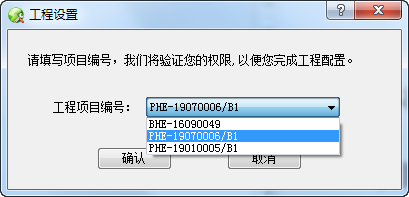 工程设置
请填写项目编号，我们将验证您的权限,以便您完成工程配置。
工程项目编号： PHE-19070006/B1
BHE-16090049
PHE-19070006/B1
PHE-19010005/B1
确认 取消